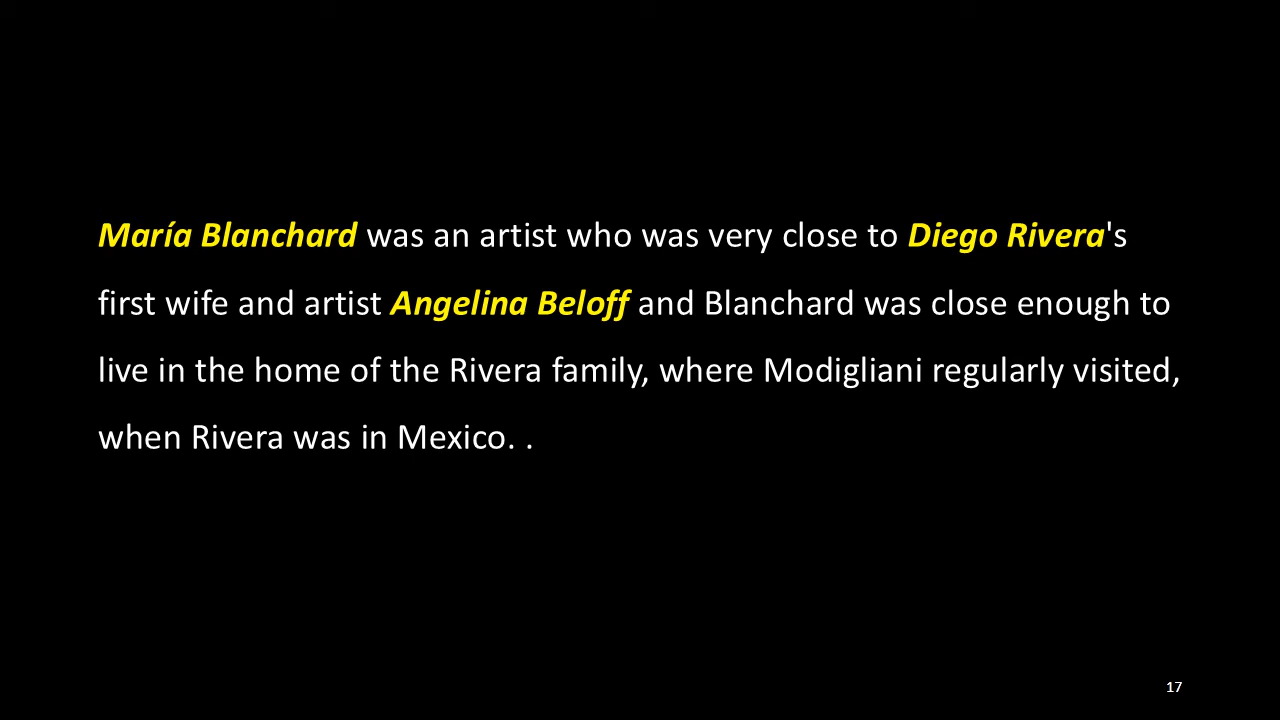 María Blanchard was an artist who was very close to Diego Rivera's
first wife and artist Angelina Beloff and Blanchard was close enough to
live in the home of the Rivera family, where Modigliani regularly visited,
when Rivera was in Mexico. .
17